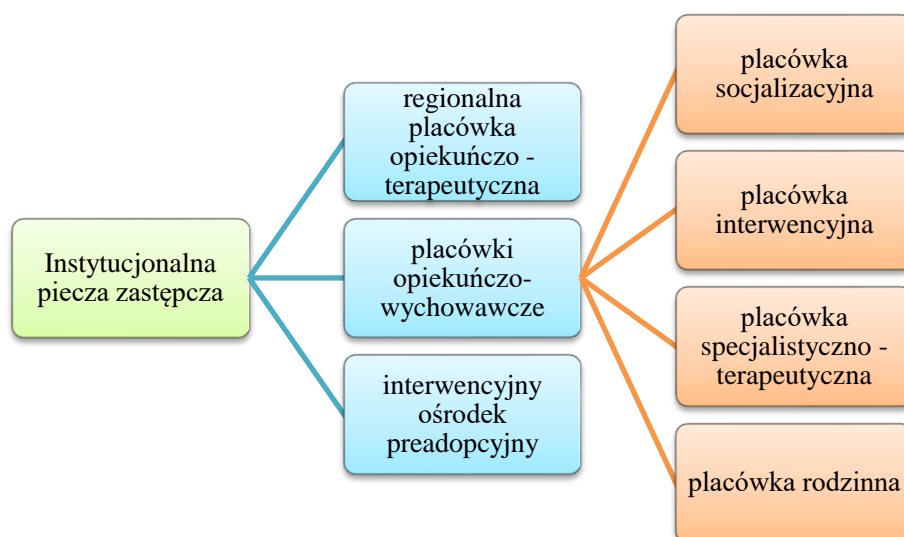 Instytucjonalna
piecza zastępcza
regionalna
placówka
opiekuńczo -
terapeutyczna
placówki
opiekuńczo-
wychowawcze
interwencyjny
ośrodek
preadopcyjny
placówka
socjalizacyjna
placówka
interwencyjna
placówka
specjalistyczno -
terapeutyczna
placówka rodzinna